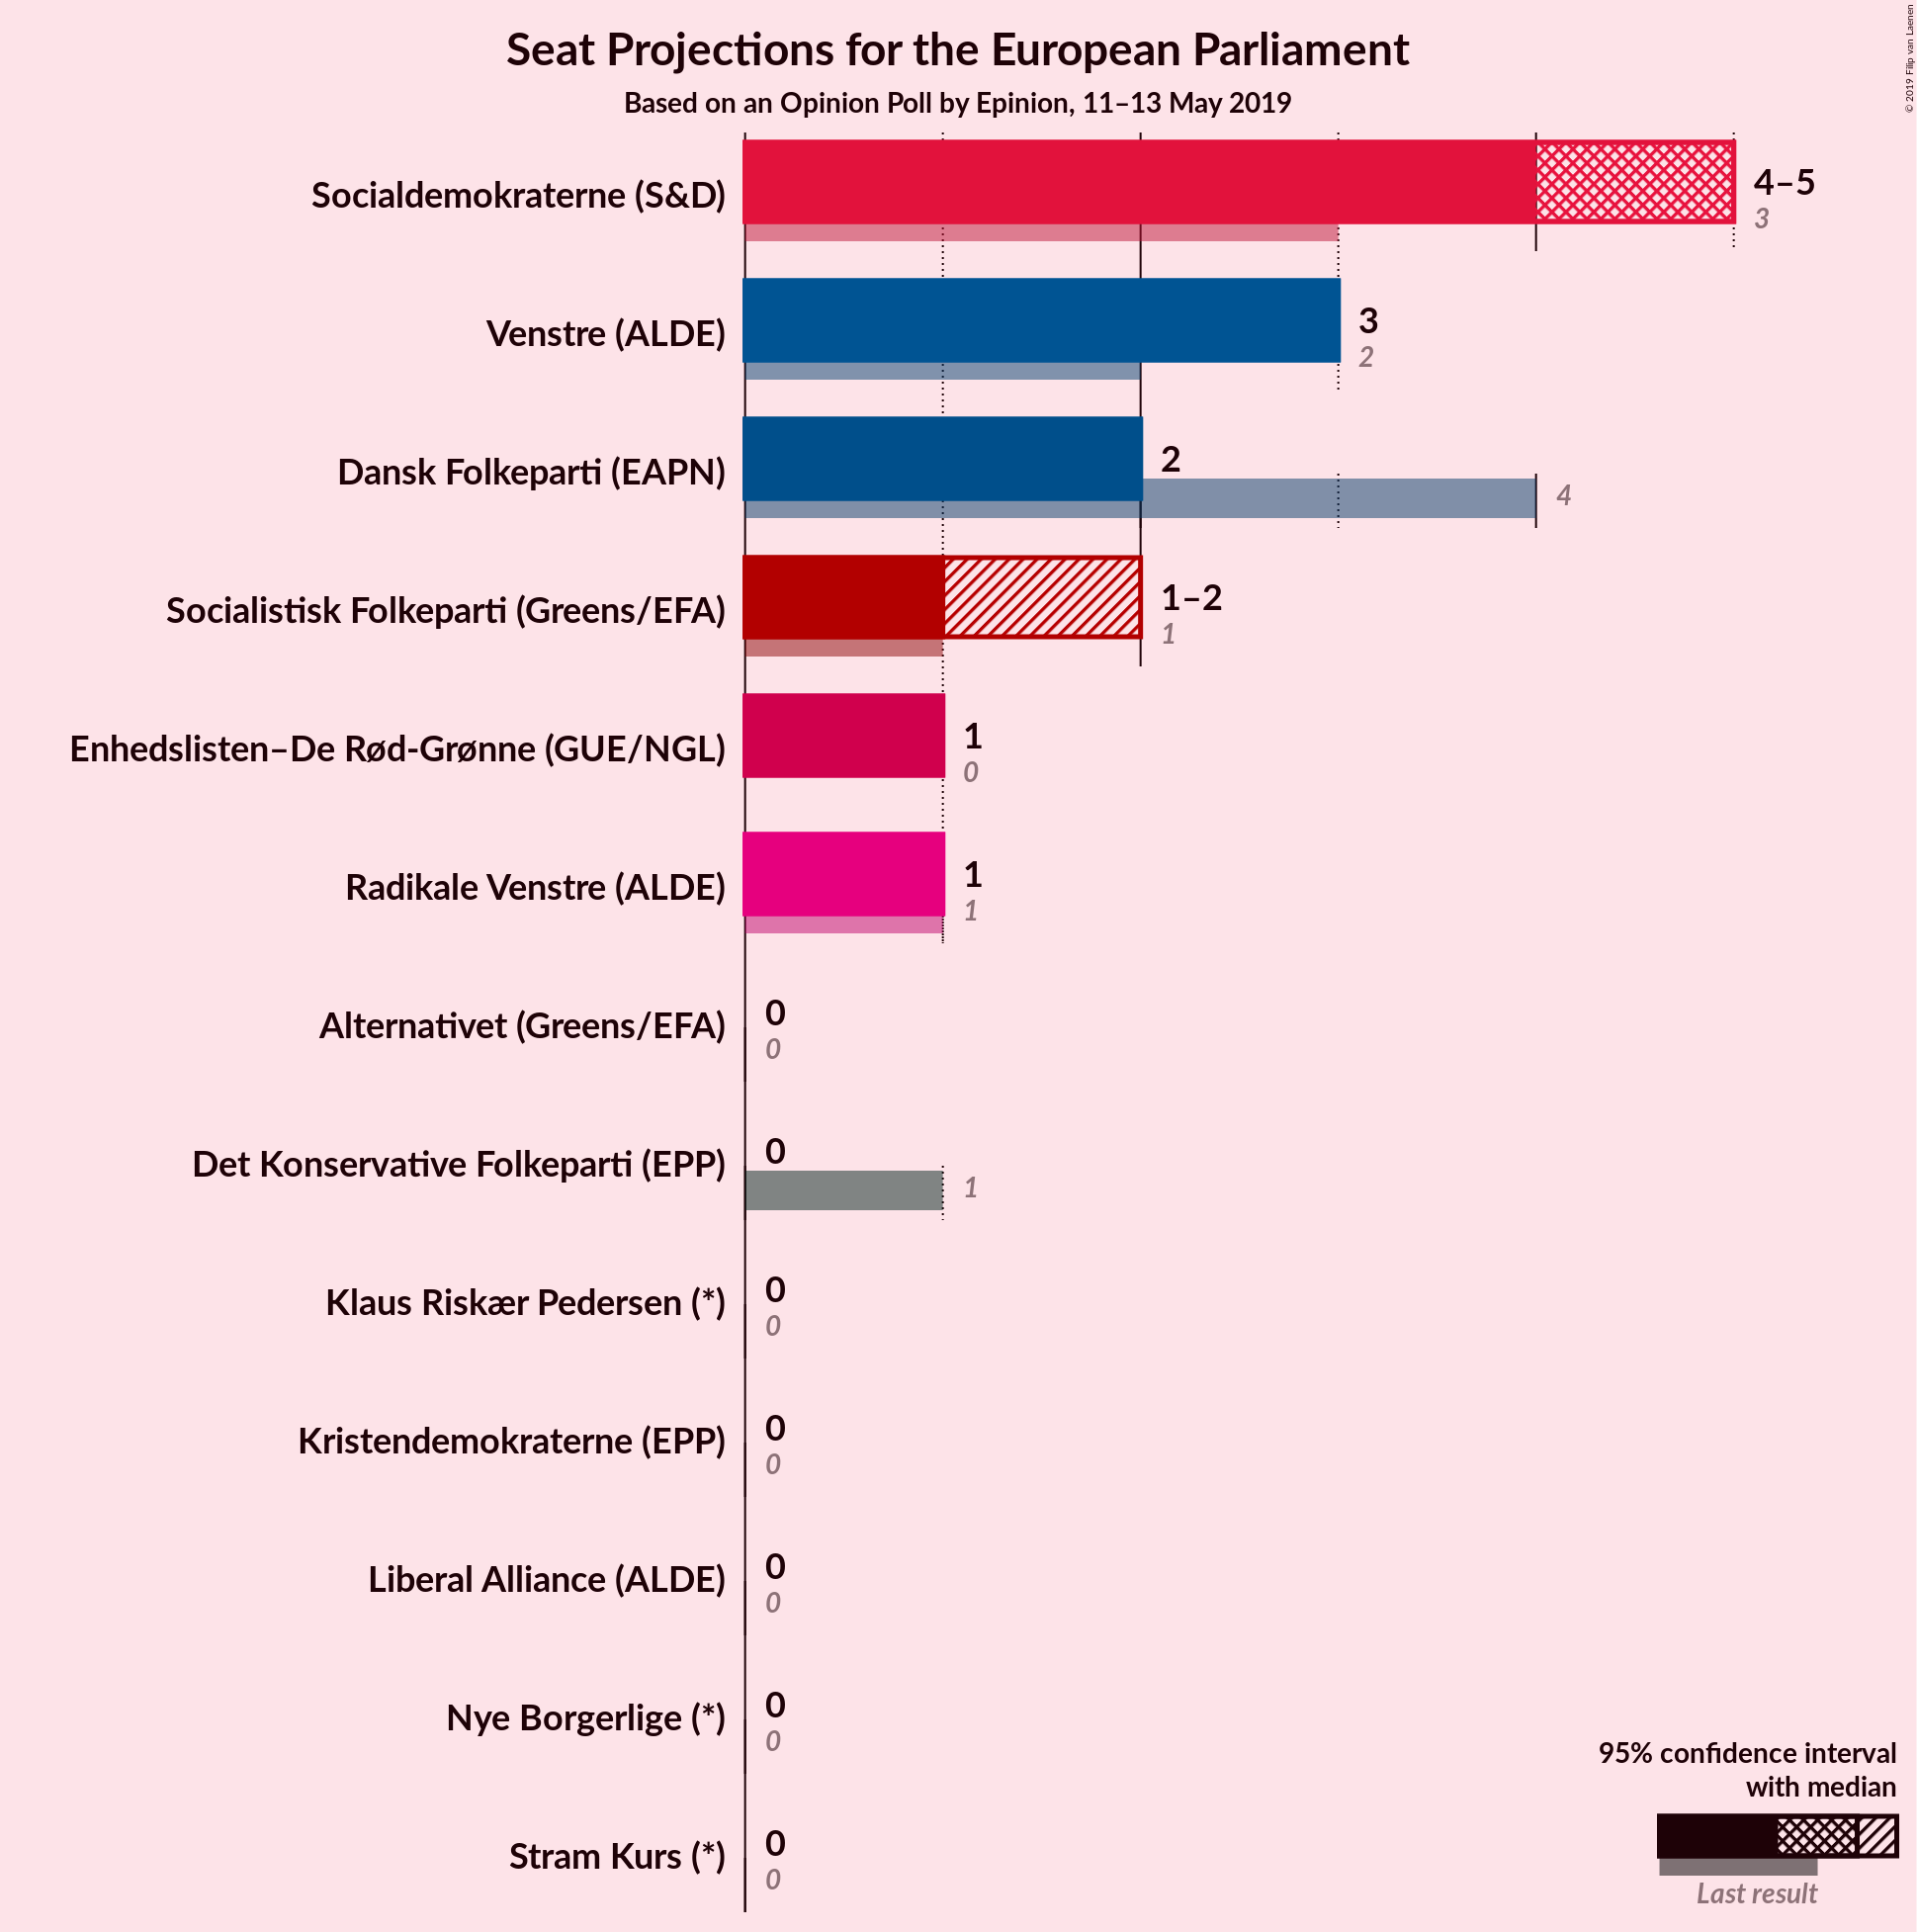 Seat Projections for the European Parliament
Based on an Opinion Poll by Epinion, 11–13 May 2019
© 2019 Filip van Laenen
Socialdemokraterne (S&D)
4–5
3
Venstre (ALDE)
3
2
Dansk Folkeparti (EAPN)
2
4
Socialistisk Folkeparti (Greens/EFA)
1–2
1
Enhedslisten–De Rød-Grønne (GUE/NGL)
1
0
Radikale Venstre (ALDE)
1
1
Alternativet (Greens/EFA)
0
0
Det Konservative Folkeparti (EPP)
0
1
Klaus Riskær Pedersen (*)
0
0
Kristendemokraterne (EPP)
0
0
Liberal Alliance (ALDE)
0
0
Nye Borgerlige (*)
0
0
Stram Kurs (*)
0
0
95% confidence interval
with median
Last result